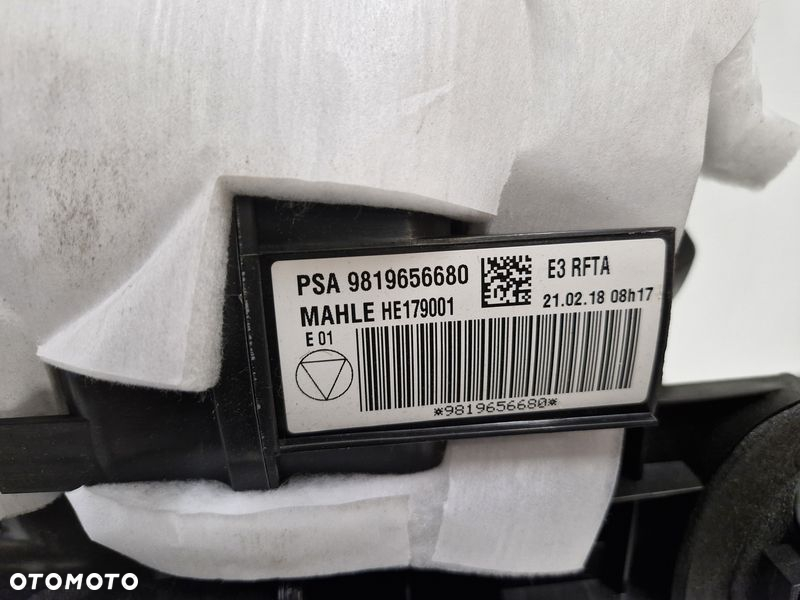 PSA 9819656680
E3 RFTA
MAHLE HE179001
21.02.18 08h17
E 01
*9819656680*
OTOMOTO